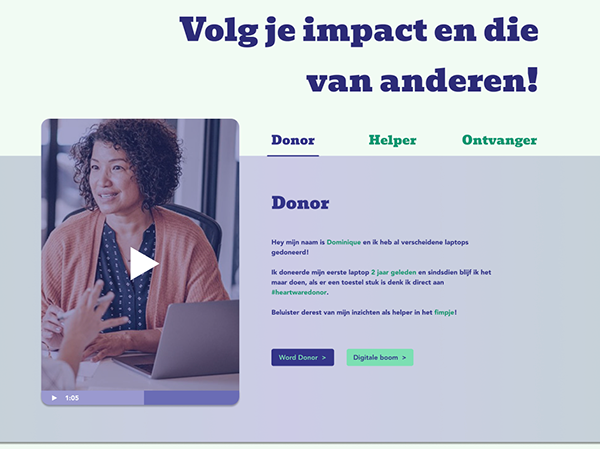 Volg je impact en die
van anderen!
Donor
Helper
Ontvanger
Donor
Hey mijn naam is Dominique en ik heb al verscheidene laptops
gedoneerd!
Ik doneerde mijn eerste laptop 2 jaar geleden en sindsdien blijf ik het
maar doen, als er een toestel stuk is denk ik direct aan
#heartwaredonor.
Beluister derest van mijn inzichten als helper in het fimpje!
Word Donor >
Digitale boom >
1:05